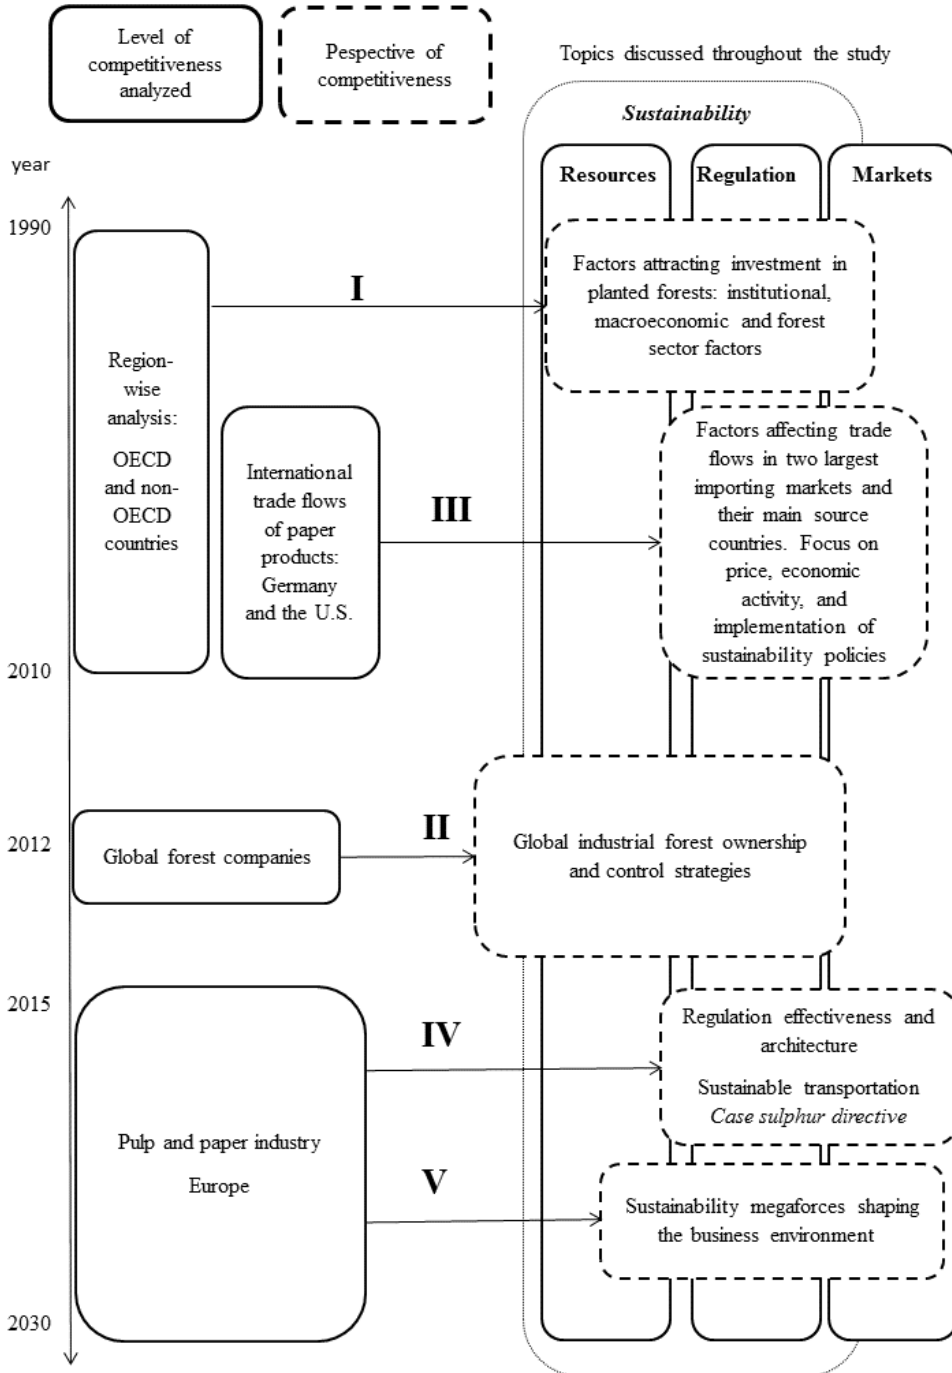 Level of
competitiveness
analyzed
Pespective of
competitiveness
Topics discussed throughout the study
Sustainability
Resources
Regulation
Markets
year
1990
2010
2012
2015
2030
Region-
wise
analysis:
OECD
and non-
OECD
countries
I
Factors attracting investment in
planted forests: institutional,
macroeconomic and forest
sector factors
International
trade flows
of paper
products:
Germany
and the U.S.
III
Factors affecting trade
flows in two largest
importing markets and
their main source
countries. Focus on
price, economic
activity, and
implementation of
sustainability policies
Global forest companies
II
Global industrial forest ownership
and control strategies
Pulp and paper industry
Europe
IV
Regulation effectiveness and
architecture
Sustainable transportation
Case sulphur directive
V
Sustainability megaforces shaping
the business environment